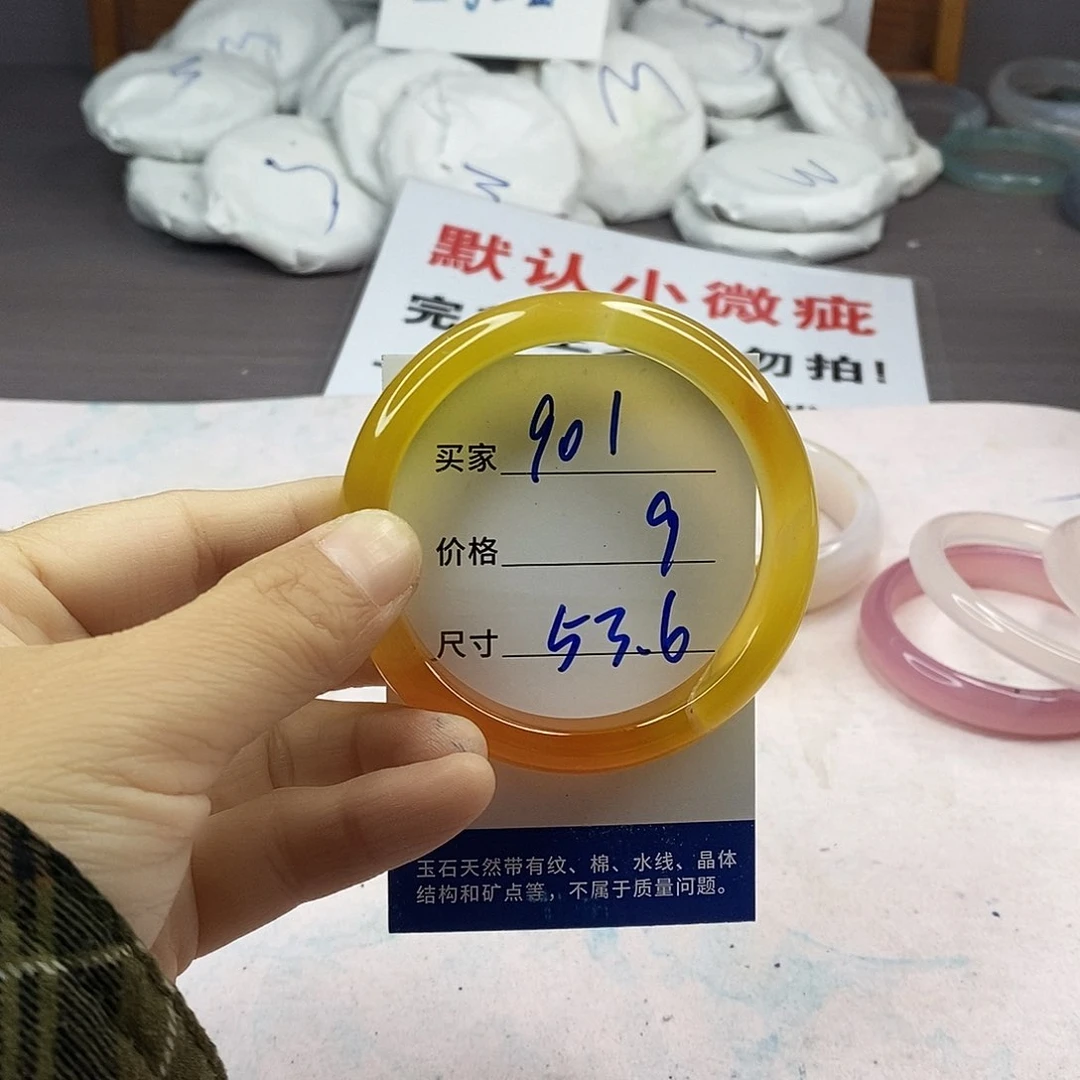 默认小微疵
完
勿拍!
买家 901
价格 9
尺寸 53.6
玉石天然带有纹、棉、水线、晶体
结构和矿点等，不属于质量问题。